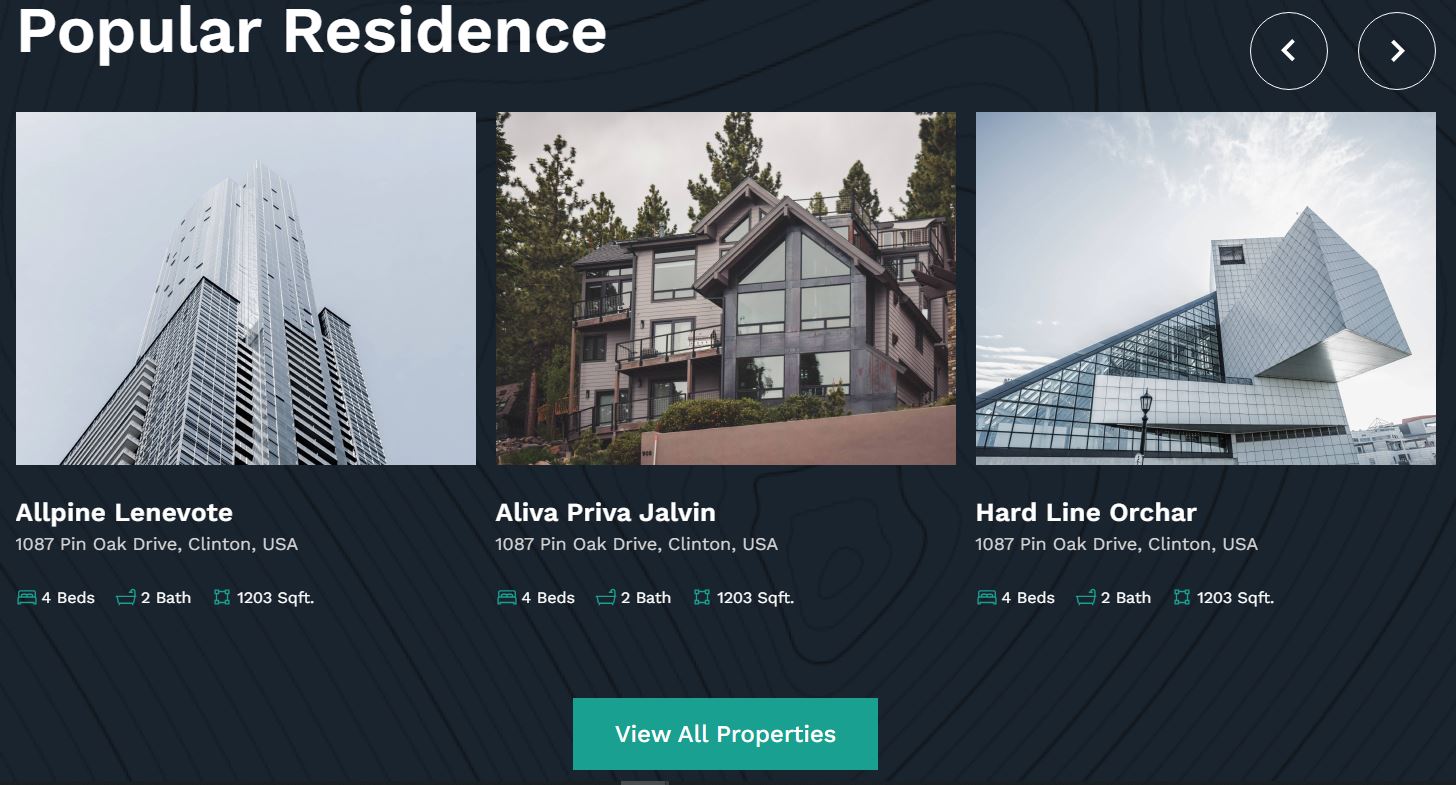 Popular Residence
Allpine Lenevote
1087 Pin Oak Drive, Clinton, USA
4 Beds 2 Bath 1203 Sqft.
Aliva Priva Jalvin
1087 Pin Oak Drive, Clinton, USA
4 Beds 2 Bath 1203 Sqft.
Hard Line Orchar
1087 Pin Oak Drive, Clinton, USA
4 Beds 2 Bath 1203 Sqft.
View All Properties